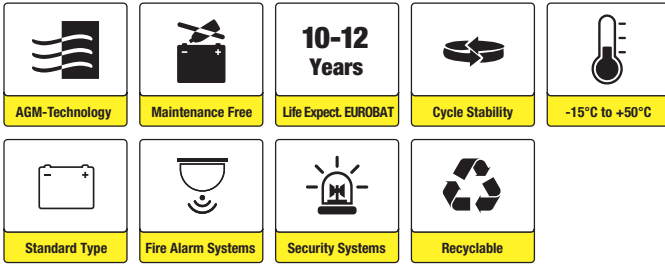 10-12
Years
AGM-Technology
Maintenance Free
Life Expect. EUROBAT
Cycle Stability
-15°C to +50°C
Standard Type
Fire Alarm Systems
Security Systems
Recyclable